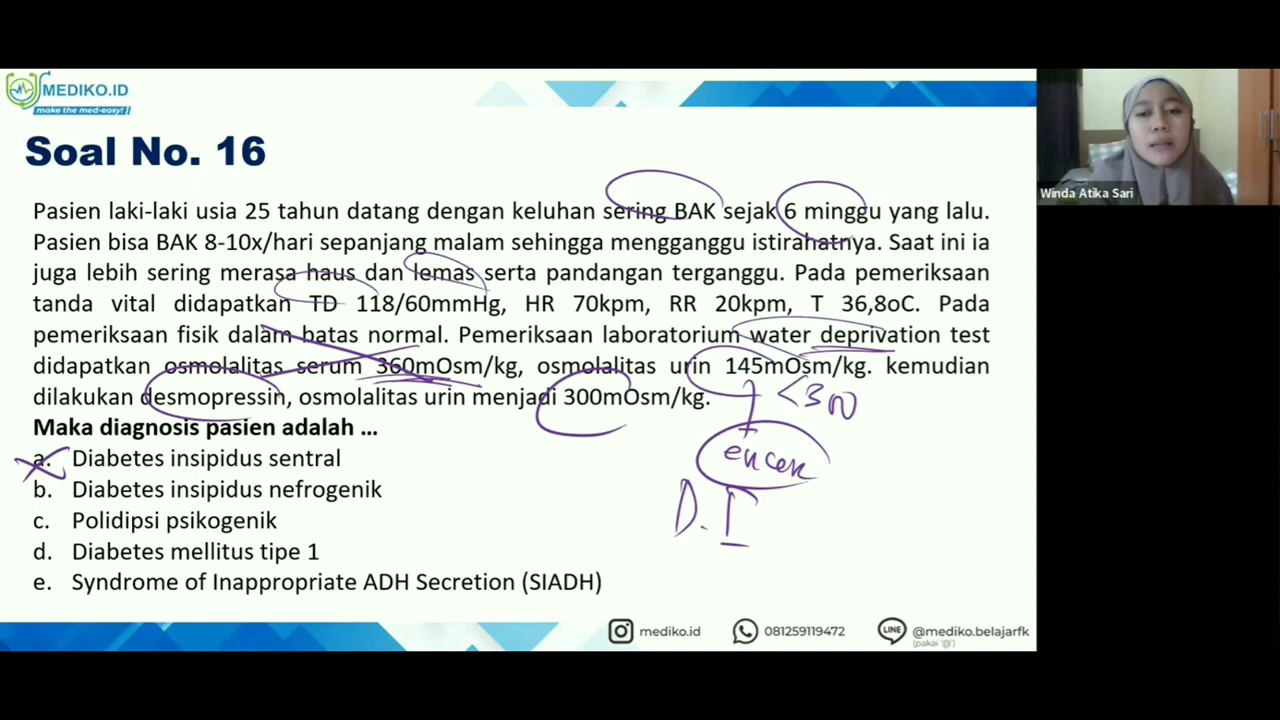 MEDIKO.ID
make the med-easy!
Soal No. 16
Pasien laki-laki usia 25 tahun datang dengan keluhan sering BAK sejak 6 minggu yang lalu.
Pasien bisa BAK 8-10x/hari sepanjang malam sehingga mengganggu istirahatnya. Saat ini ia
juga lebih sering merasa haus dan lemas serta pandangan terganggu. Pada pemeriksaan
tanda vital didapatkan TD 118/60mmHg, HR 70kpm, RR 20kpm, T 36,8oC. Pada
pemeriksaan fisik dalam batas normal. Pemeriksaan laboratorium water deprivation test
didapatkan osmolalitas serum 360mOsm/kg, osmolalitas urin 145mOsm/kg. kemudian
dilakukan desmopressin, osmolalitas urin menjadi 300mOsm/kg.
<300
Maka diagnosis pasien adalah ...
encer
a. Diabetes insipidus sentral
b. Diabetes insipidus nefrogenik
D.I
c. Polidipsi psikogenik
d. Diabetes mellitus tipe 1
e. Syndrome of Inappropriate ADH Secretion (SIADH)
mediko.id
081259119472
LINE
@mediko.belajarfk
(pakai '@')
Winda Atika Sari